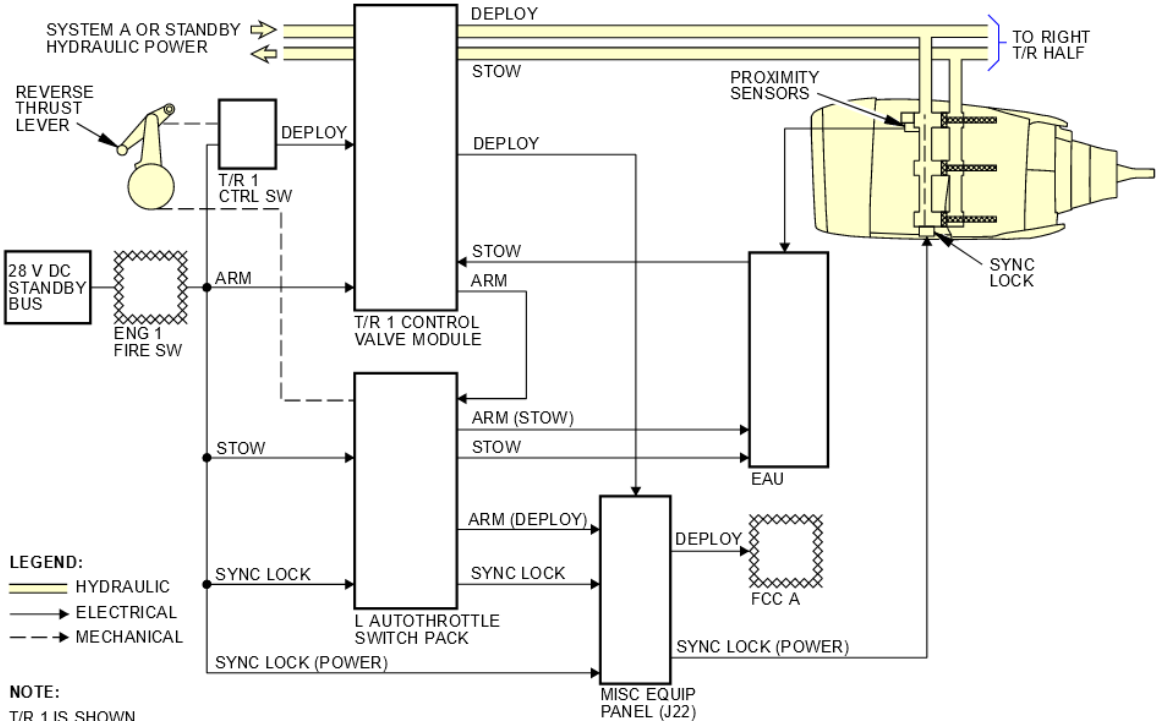 DEPLOY
SYSTEM A OR STANDBY
HYDRAULIC POWER
TO RIGHT
T/R HALF
STOW
PROXIMITY
SENSORS
REVERSE
THRUST
LEVER
DEPLOY
DEPLOY
T/R 1
CTRL SW
STOW
SYNC
LOCK
28 V DC
STANDBY
BUS
ARM
ARM
ENG 1
FIRE SW
T/R 1 CONTROL
VALVE MODULE
ARM (STOW)
STOW
STOW
EAU
ARM (DEPLOY)
DEPLOY
LEGEND:
HYDRAULIC
ELECTRICAL
MECHANICAL
SYNC LOCK
SYNC LOCK
FCC A
L AUTOTHROTTLE
SWITCH PACK
SYNC LOCK (POWER)
SYNC LOCK (POWER)
NOTE:
T/R 1 IS SHOWN
MISC EQUIP
PANEL (J22)